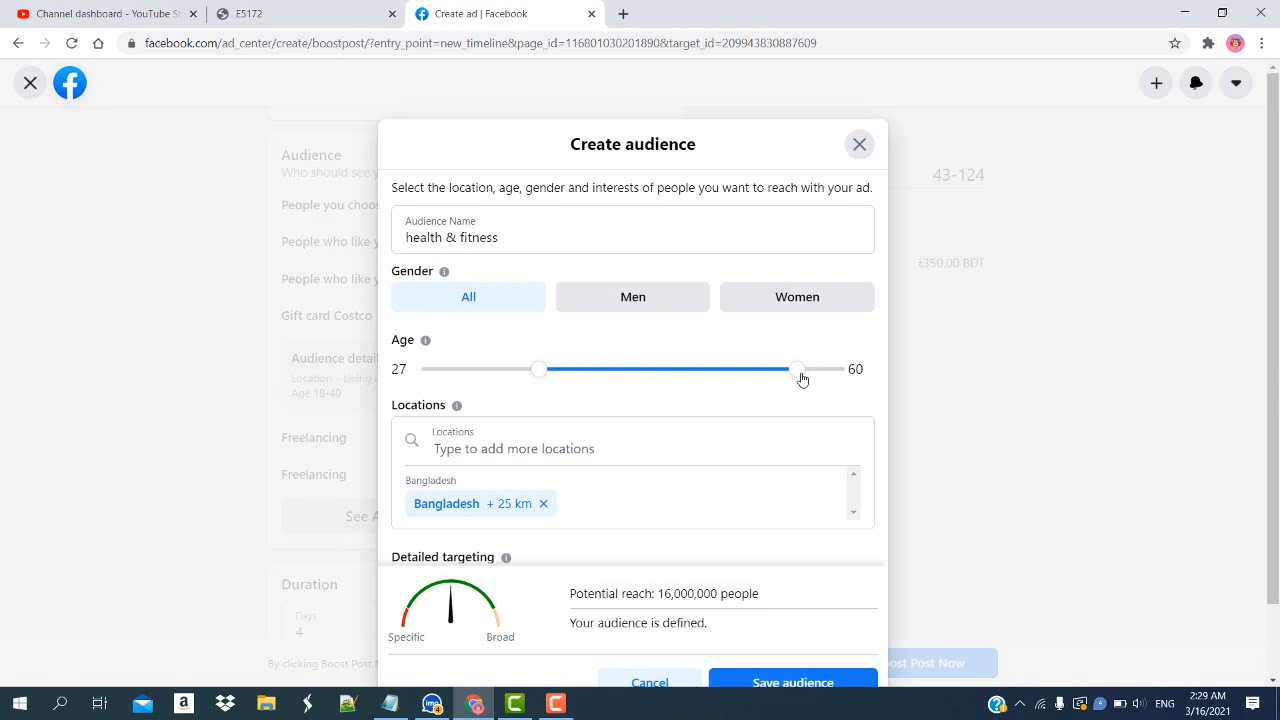 Channel dashboard - YouTube St
E5172
Create ad | Facebook
facebook.com/ad_center/create/boostpost/?entry_point=new_timeline&page_id=116801030201890&target_id=209943830887609
Create audience
Select the location, age, gender and interests of people you want to reach with your ad.
Audience Name
health & fitness
Gender
All
Men
Women
Age
27
60
Locations
Locations
Type to add more locations
Bangladesh
Bangladesh + 25 km
Detailed targeting
Specific
Broad
Potential reach: 16,000,000 people
Your audience is defined.
Cancel
Save audience
Audience
Who should see y
People you choos
People who like y
People who like y
Gift card Costco
Audience detai
Location – Living
Age 18-40
Freelancing
Freelancing
See A
Duration
Days
4
By clicking Boost Post N
43-124
৳350.00 BDT
ost Post Now
ENG
2:29 AM
3/16/2021